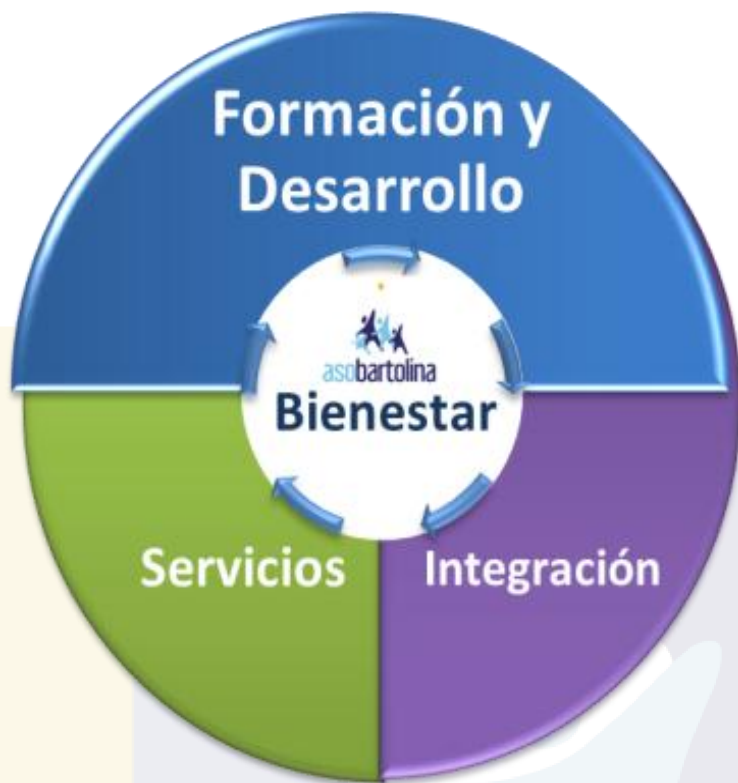 Formación y
Desarrollo
asobartolina
Bienestar
Servicios
Integración